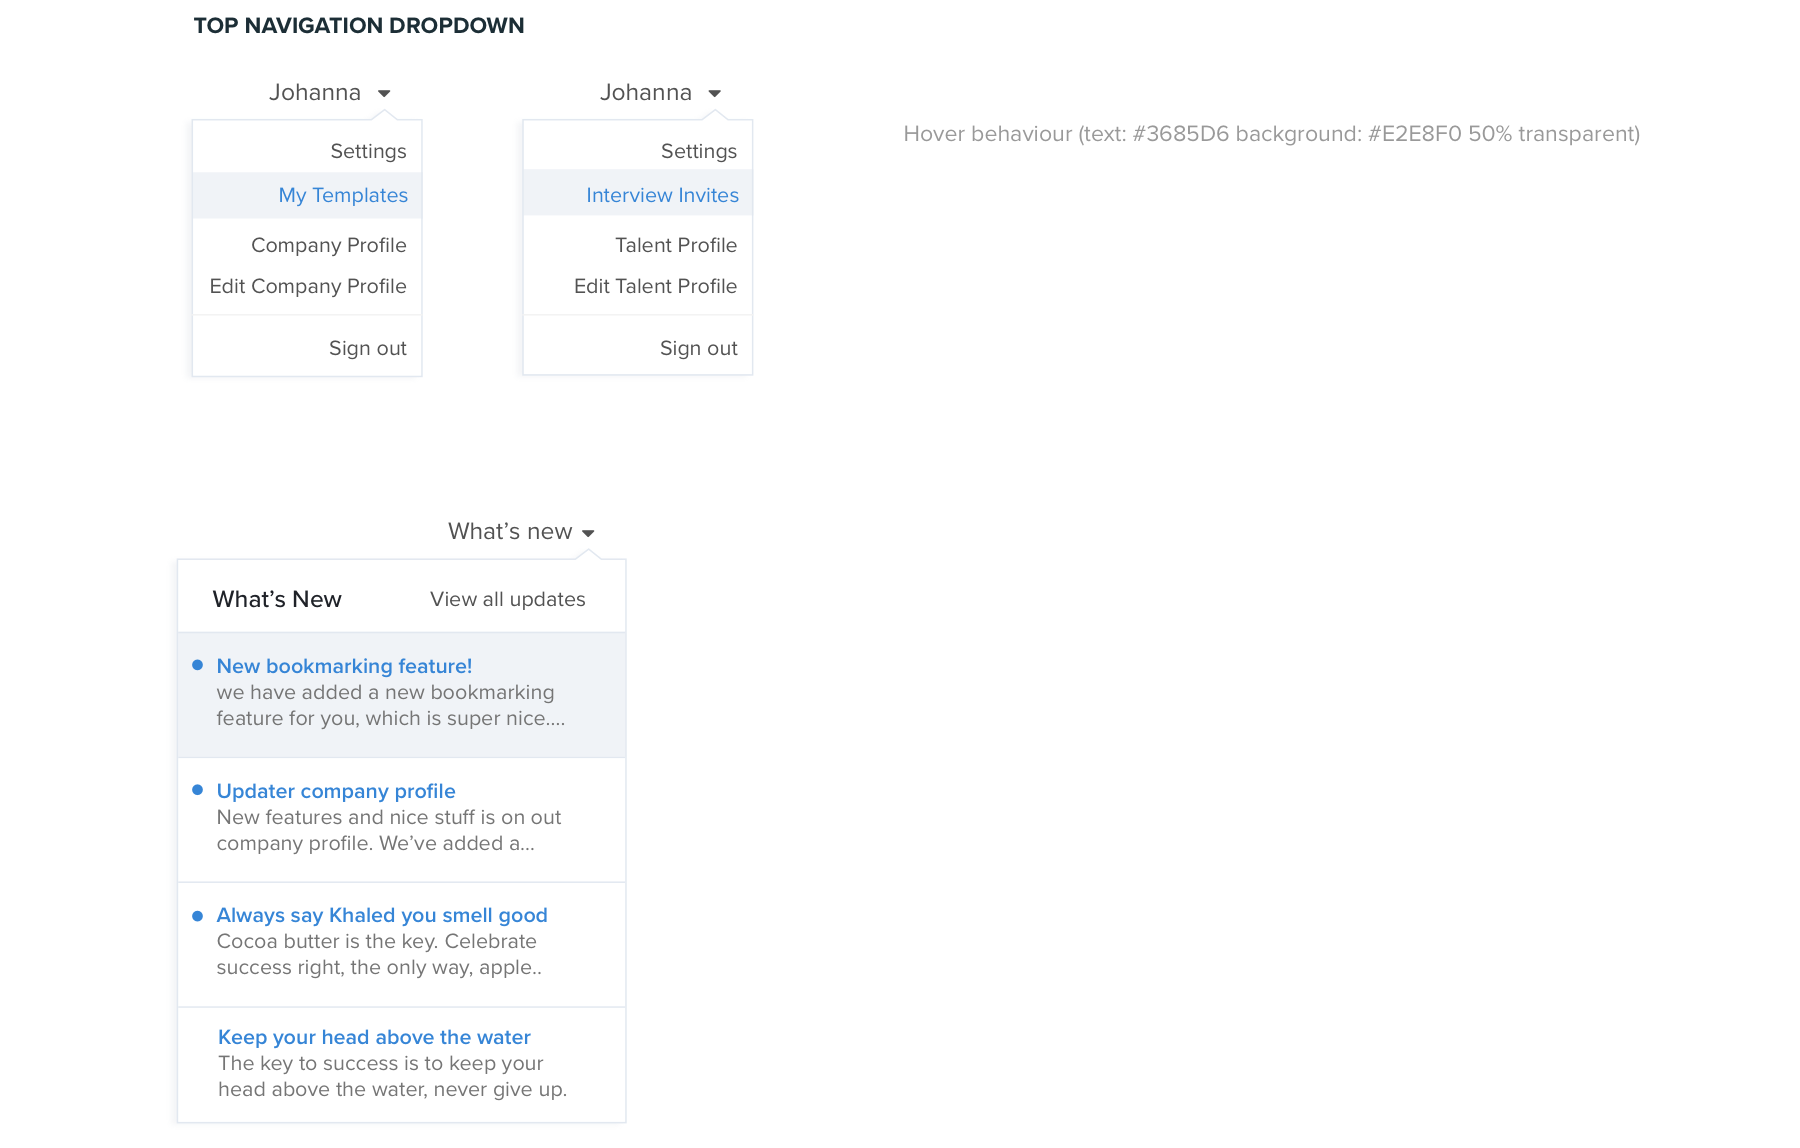 TOP NAVIGATION DROPDOWN
Johanna
Settings
My Templates
Company Profile
Edit Company Profile
Sign out
Johanna
Settings
Interview Invites
Talent Profile
Edit Talent Profile
Sign out
Hover behaviour (text: #3685D6 background: #E2E8F0 50% transparent)
What’s new
What’s New
View all updates
New bookmarking feature!
we have added a new bookmarking
feature for you, which is super nice....
Updater company profile
New features and nice stuff is on out
company profile. We’ve added a...
Always say Khaled you smell good
Cocoa butter is the key. Celebrate
success right, the only way, apple..
Keep your head above the water
The key to success is to keep your
head above the water, never give up.